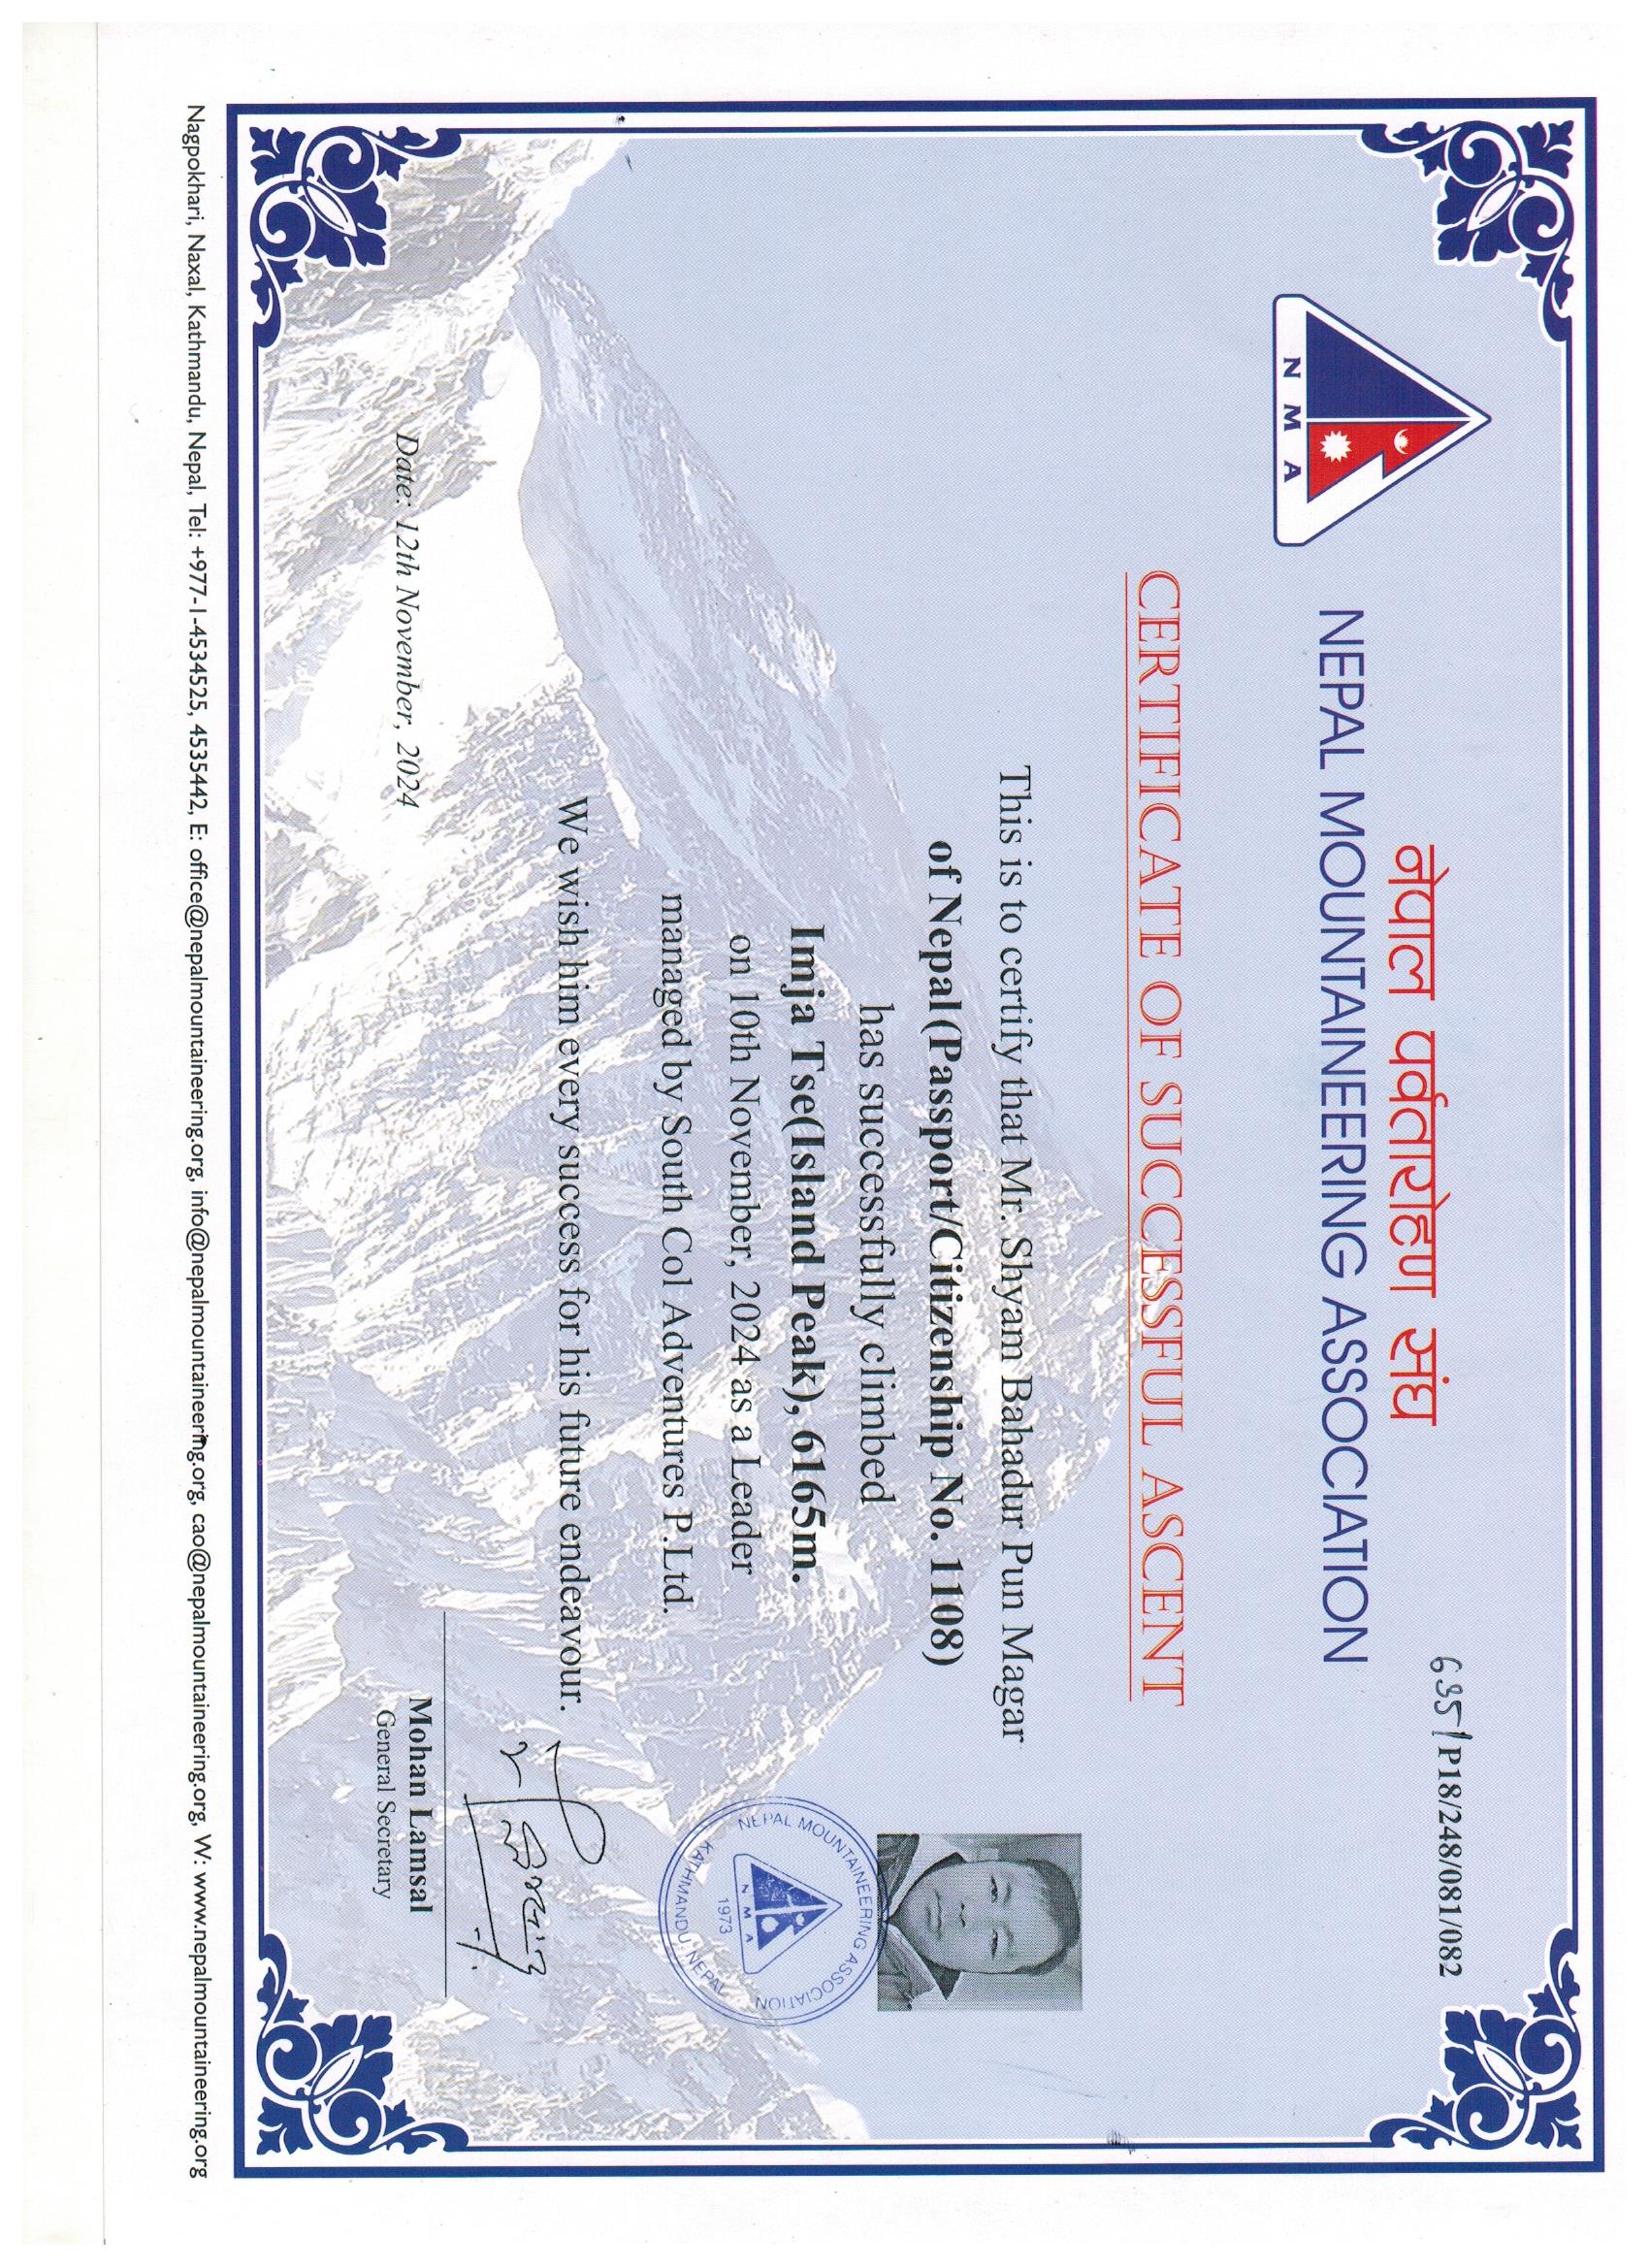 635/P18/248/081/082
नेपाल पर्वतारोहण संघ
NEPAL MOUNTAINEERING ASSOCIATION
N M A
CERTIFICATE OF SUCCESSFUL ASCENT
This is to certify that Mr. Shyam Bahadur Pun Magar
of Nepal (Passport/Citizenship No. 1108)
has successfully climbed
Imja Tse(Island Peak), 6165m.
on 10th November, 2024 as a Leader
managed by South Col Adventures P.Ltd.
We wish him every success for his future endeavour.
NEPAL MOUNTAINEERING ASSOCIATION
N M A
1973
KATHMANDU, NEPAL
Date: 12th November, 2024
Mohan Lamsal
General Secretary
Nagpokhari, Naxal, Kathmandu, Nepal, Tel: +977-1-4534525, 4535442, E: office@nepalmountaineering.org, info@nepalmountaineering.org, cao@nepalmountaineering.org, W: www.nepalmountaineering.org